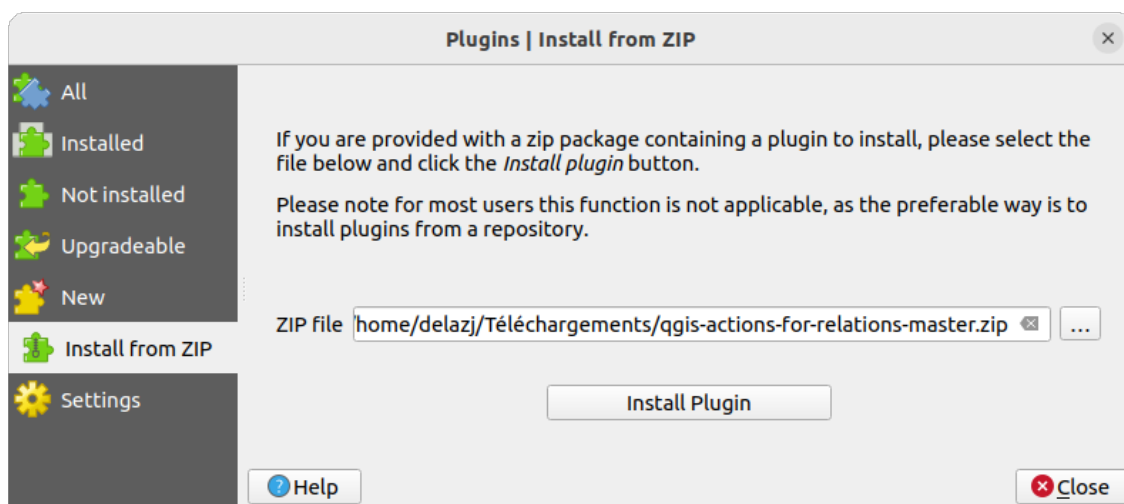 Plugins | Install from ZIP
All
Installed
Not installed
Upgradeable
New
Install from ZIP
Settings
If you are provided with a zip package containing a plugin to install, please select the
file below and click the Install plugin button.
Please note for most users this function is not applicable, as the preferable way is to
install plugins from a repository.
ZIP file /home/delazj/Téléchargements/qgis-actions-for-relations-master.zip ...
Install Plugin
Help
Close